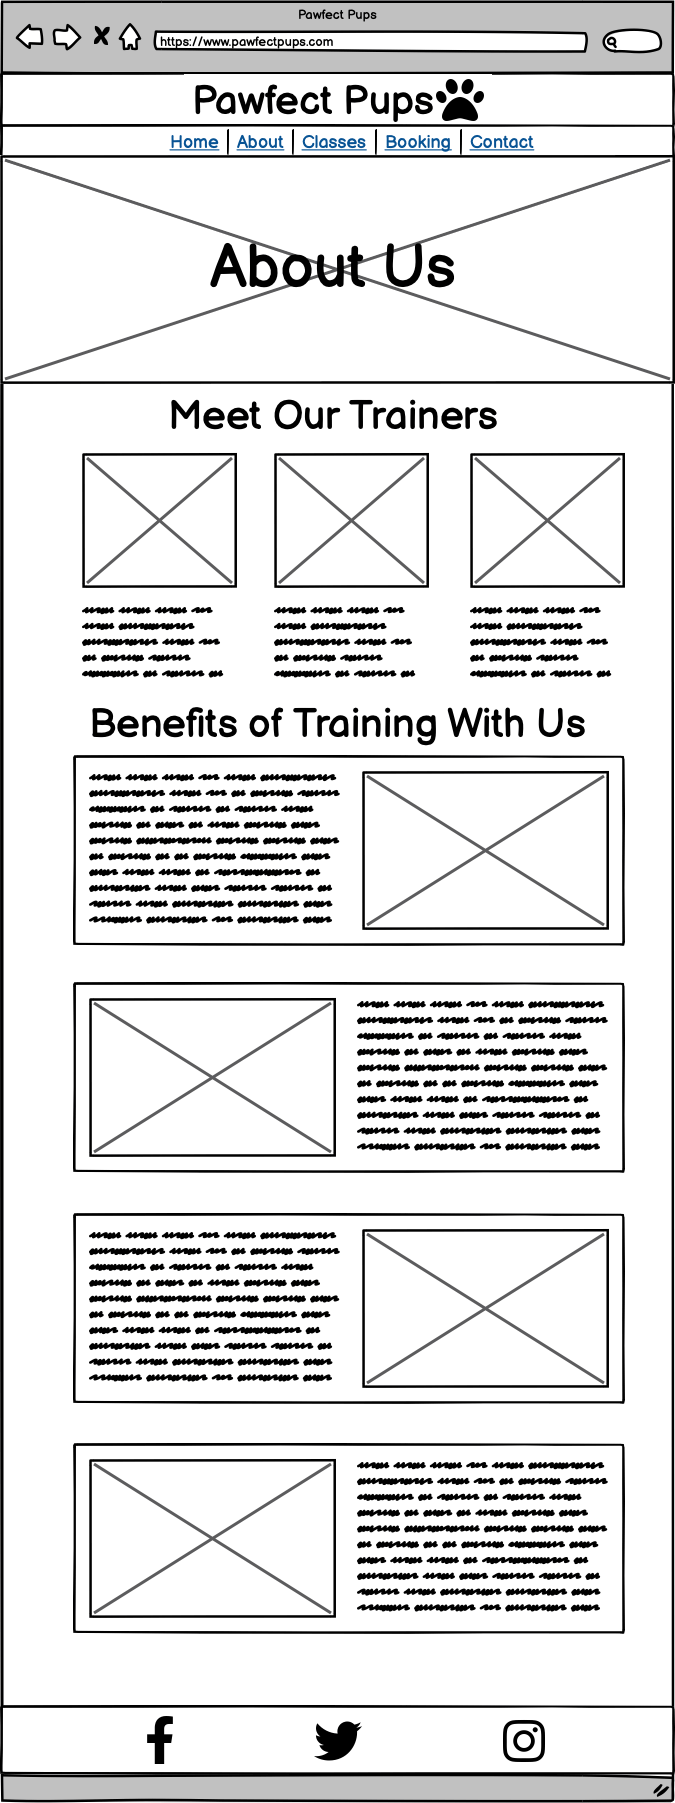 Pawfect Pups
https://www.pawfectpups.com
Pawfect Pups
Home About Classes Booking Contact
About Us
Meet Our Trainers
Benefits of Training With Us